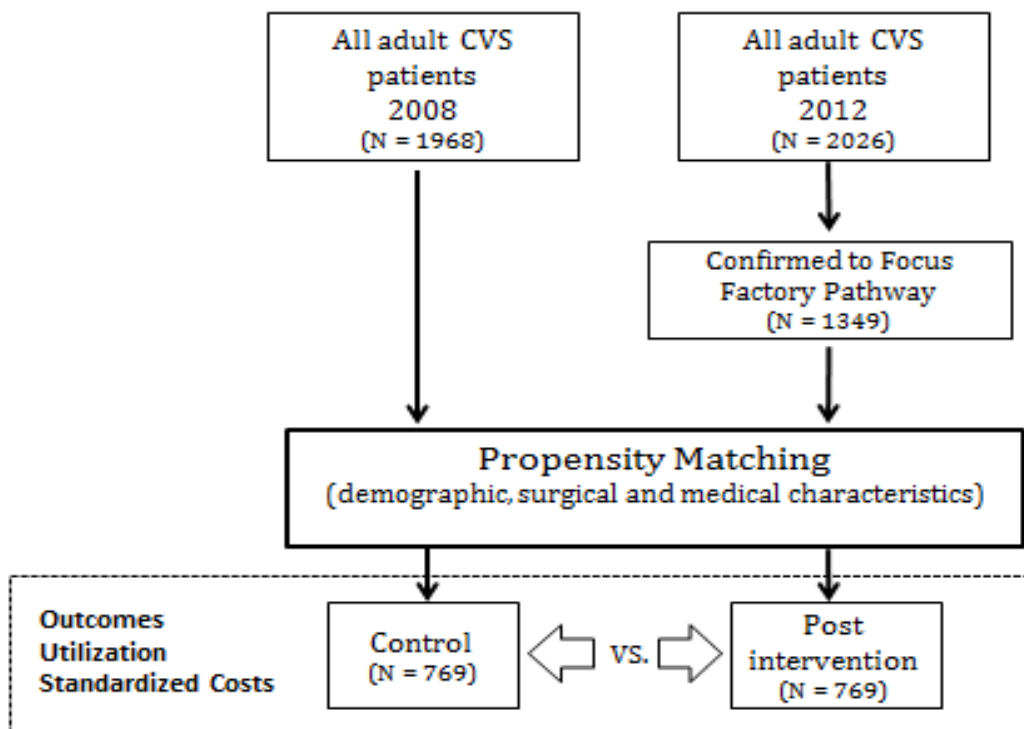 All adult CVS
patients
2008
(N = 1968)
All adult CVS
patients
2012
(N = 2026)
Confirmed to Focus
Factory Pathway
(N = 1349)
Propensity Matching
(demographic, surgical and medical characteristics)
Outcomes
Utilization
Standardized Costs
Control
(N = 769)
vs.
Post
intervention
(N = 769)